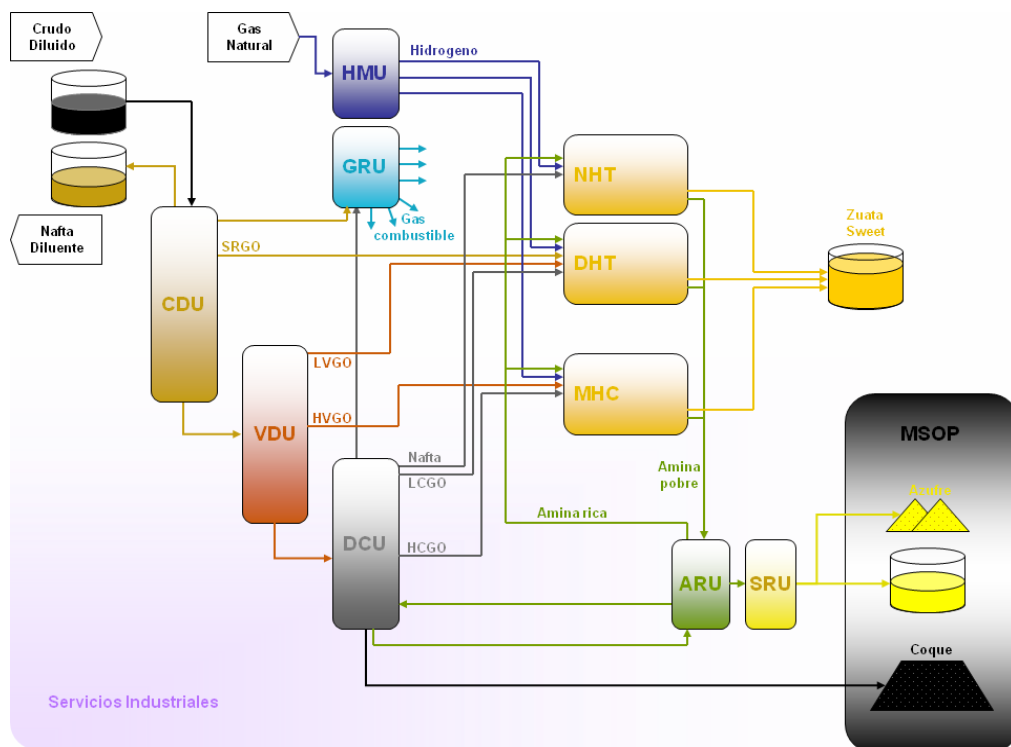 Crudo
Diluido
Gas
Natural
Hidrogeno
HMU
GRU
NHT
Gas
combustible
Nafta
Diluente
SRGO
Zuata
Sweet
DHT
CDU
LVGO
MHC
HVGO
VDU
MSOP
Nafta
LCGO
Amina
pobre
Azufre
Amina rica
DCU
HCGO
ARU
SRU
Coque
Servicios Industriales